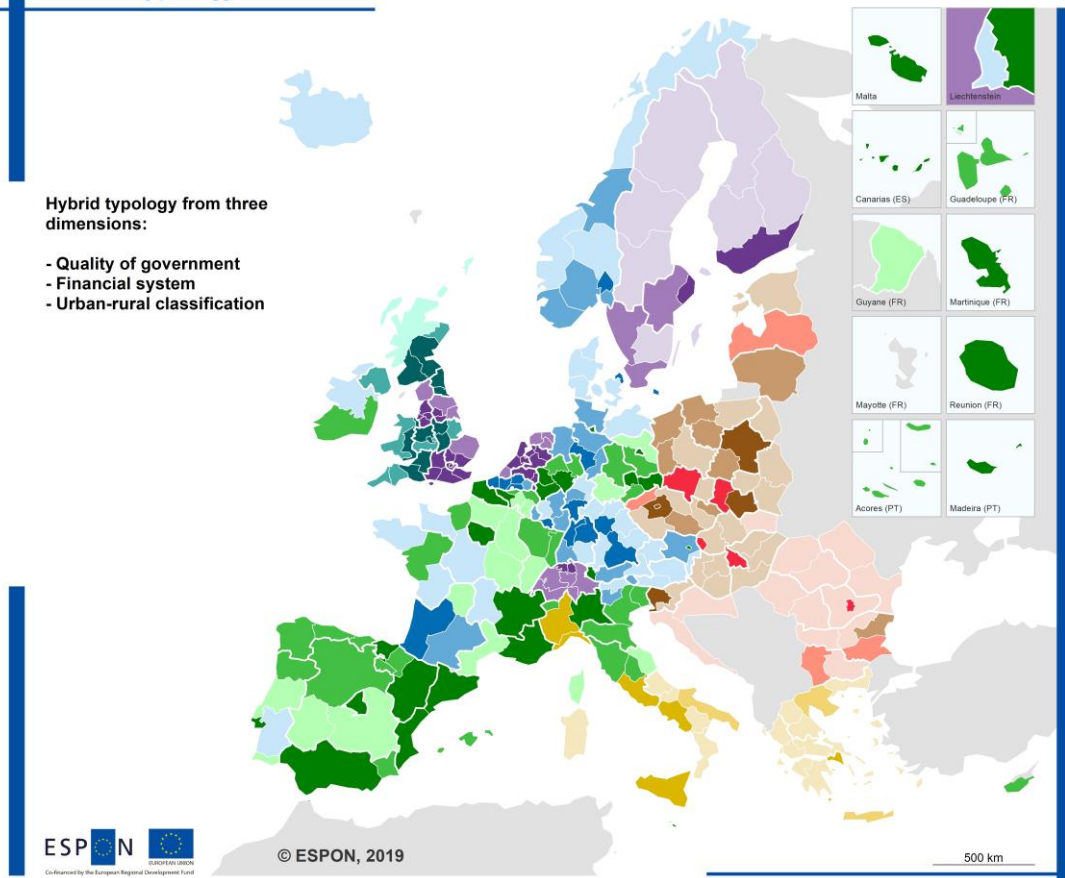 Malta
Liechtenstein
Canarias (ES)
Guadeloupe (FR)
Hybrid typology from three
dimensions:
- Quality of government
- Financial system
- Urban-rural classification
Guyane (FR)
Martinique (FR)
Mayotte (FR)
Reunion (FR)
Acores (PT)
Madeira (PT)
ESPON
EUROPEAN UNION
Co-financed by the European Regional Development Fund
© ESPON, 2019
500 km